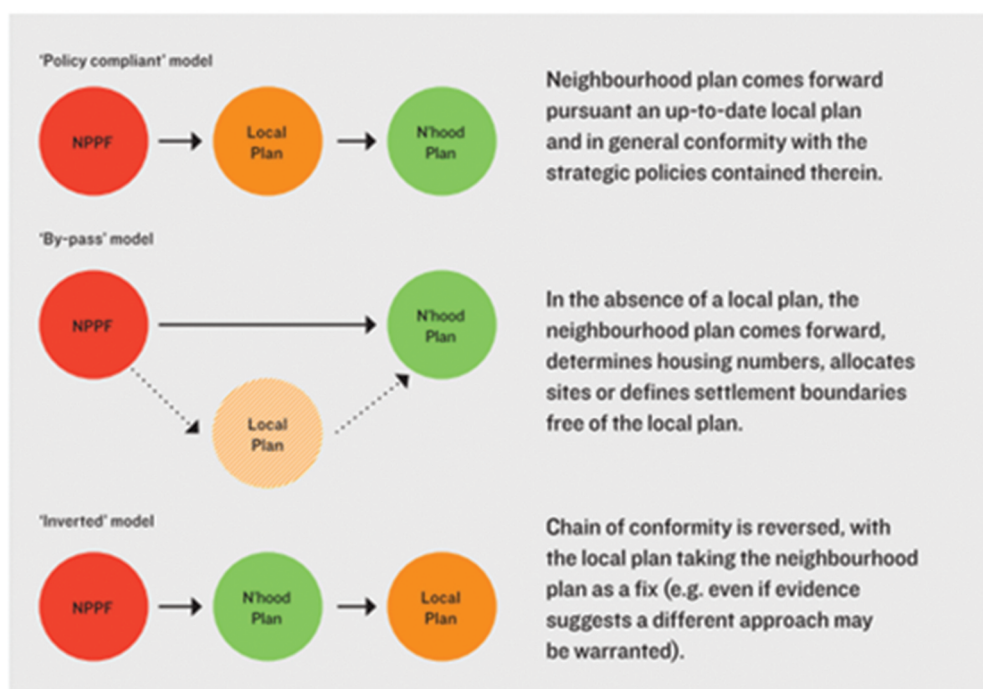 'Policy compliant' model
NPPF
Local
Plan
N'hood
Plan
Neighbourhood plan comes forward
pursuant an up-to-date local plan
and in general conformity with the
strategic policies contained therein.
'By-pass' model
NPPF
N'hood
Plan
Local
Plan
In the absence of a local plan, the
neighbourhood plan comes forward,
determines housing numbers, allocates
sites or defines settlement boundaries
free of the local plan.
'Inverted' model
NPPF
N'hood
Plan
Local
Plan
Chain of conformity is reversed, with
the local plan taking the neighbourhood
plan as a fix (e.g. even if evidence
suggests a different approach may
be warranted).